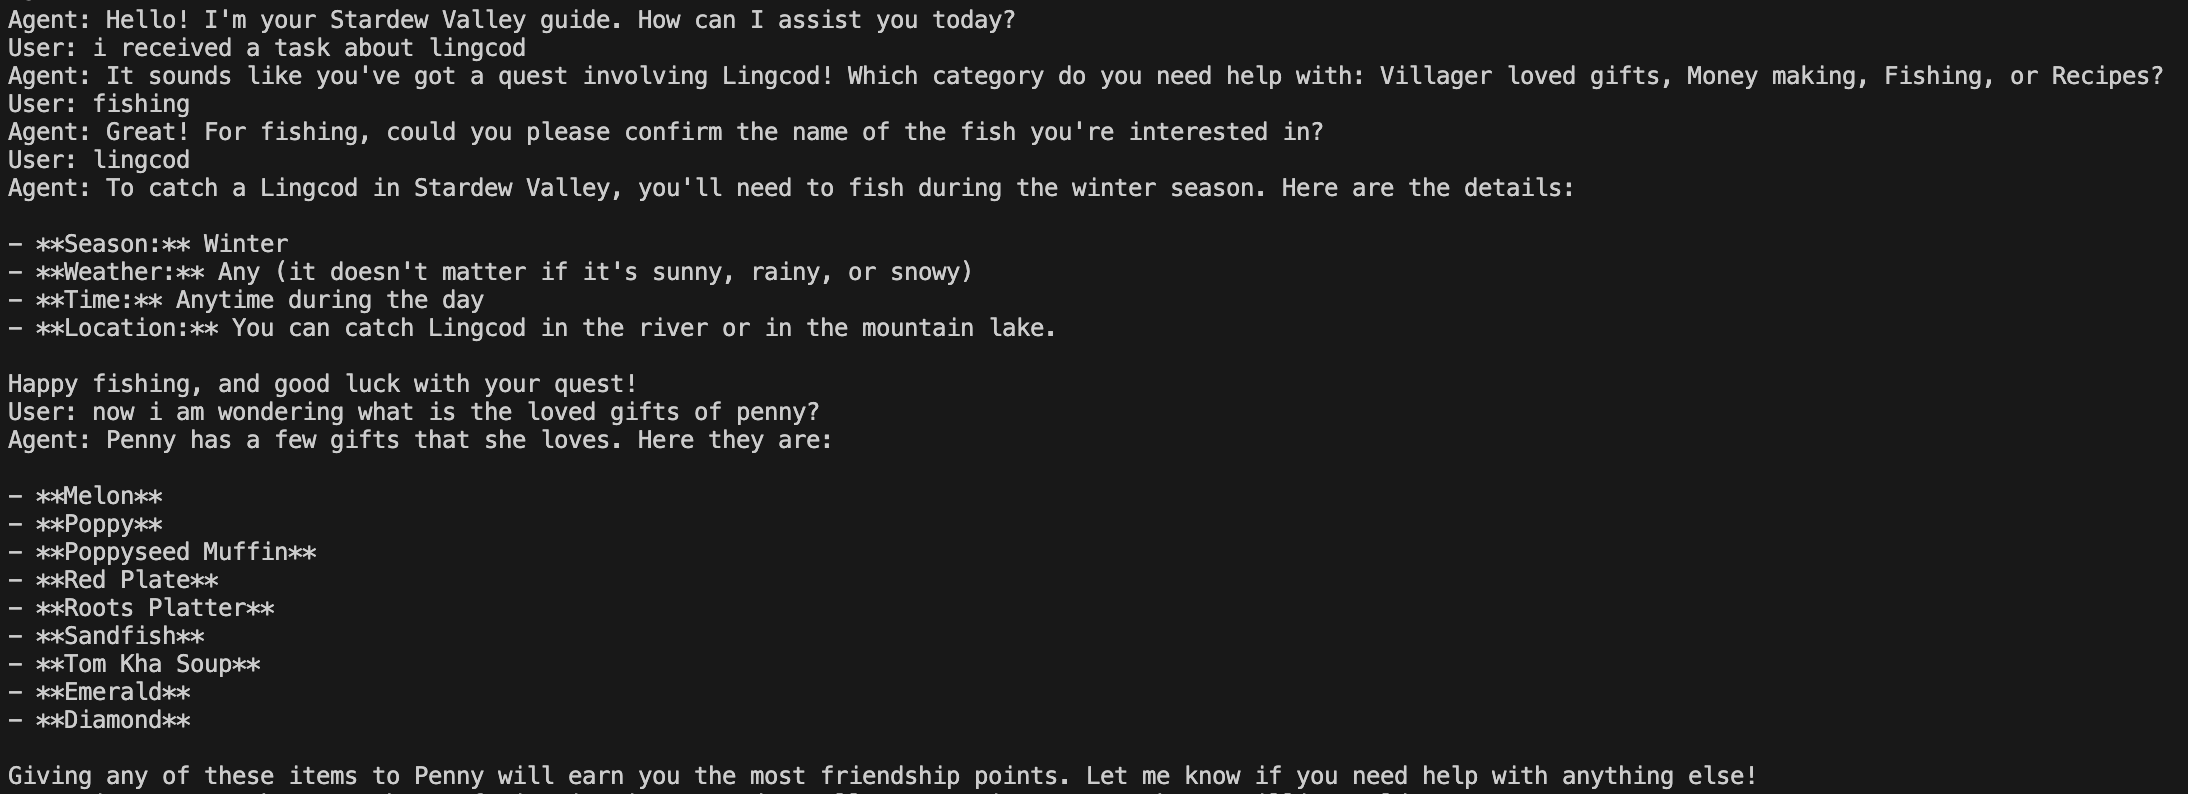 Agent: Hello! I'm your Stardew Valley guide. How can I assist you today?
User: i received a task about lingcod
Agent: It sounds like you've got a quest involving Lingcod! Which category do you need help with: Villager loved gifts, Money making, Fishing, or Recipes?
User: fishing
Agent: Great! For fishing, could you please confirm the name of the fish you're interested in?
User: lingcod
Agent: To catch a Lingcod in Stardew Valley, you'll need to fish during the winter season. Here are the details:
- **Season:** Winter
- **Weather:** Any (it doesn't matter if it's sunny, rainy, or snowy)
- **Time:** Anytime during the day
- **Location:** You can catch Lingcod in the river or in the mountain lake.
Happy fishing, and good luck with your quest!
User: now i am wondering what is the loved gifts of penny?
Agent: Penny has a few gifts that she loves. Here they are:
- **Melon**
- **Poppy**
- **Poppyseed Muffin**
- **Red Plate**
- **Roots Platter**
- **Sandfish**
- **Tom Kha Soup**
- **Emerald**
- **Diamond**
Giving any of these items to Penny will earn you the most friendship points. Let me know if you need help with anything else!